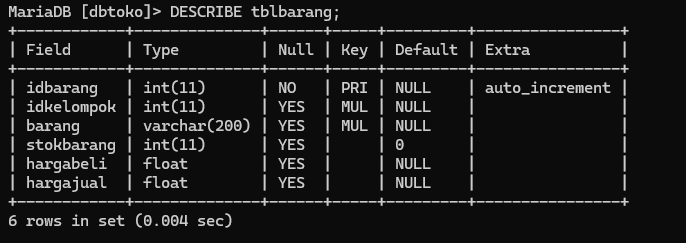 MariaDB [dbtoko]> DESCRIBE tblbarang;
+------------+--------------+------+-----+---------+----------------+
| Field      | Type         | Null | Key | Default | Extra          |
+------------+--------------+------+-----+---------+----------------+
| idbarang   | int(11)      | NO   | PRI | NULL    | auto_increment |
| idkelompok | int(11)      | YES  | MUL | NULL    |                |
| barang     | varchar(200) | YES  | MUL | NULL    |                |
| stokbarang | int(11)      | YES  |     | 0       |                |
| hargabeli  | float        | YES  |     | NULL    |                |
| hargajual  | float        | YES  |     | NULL    |                |
+------------+--------------+------+-----+---------+----------------+
6 rows in set (0.004 sec)